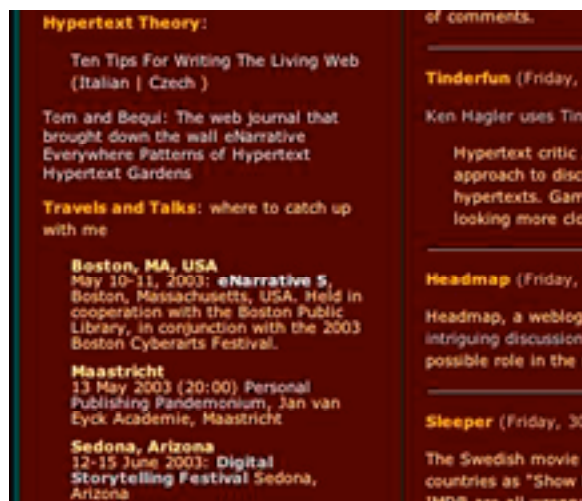 Hypertext Theory:
Ten Tips For Writing The Living Web
(Italian | Czech )
Tom and Bequi: The web journal that
brought down the wall eNarrative
Everywhere Patterns of Hypertext
Hypertext Gardens
Travels and Talks: where to catch up
with me
Boston, MA, USA
May 10-11, 2003: eNarrative 5,
Boston, Massachusetts, USA. Held in
cooperation with the Boston Public
Library, in conjunction with the 2003
Boston Cyberarts Festival.
Maastricht
13 May 2003 (20:00) Personal
Publishing Pandemonium, Jan van
Eyck Academie, Maastricht
Sedona, Arizona
12-15 June 2003: Digital
Storytelling Festival Sedona,
Arizona
of comments.
Tinderfun (Friday,
Ken Hagler uses
Hypertext critic
approach to
hypertexts.
looking more
Headmap (Friday,
Headmap, a weblog
intriguing discussion
possible role in the
Sleeper (Friday, 30
The Swedish movie
countries as "Show